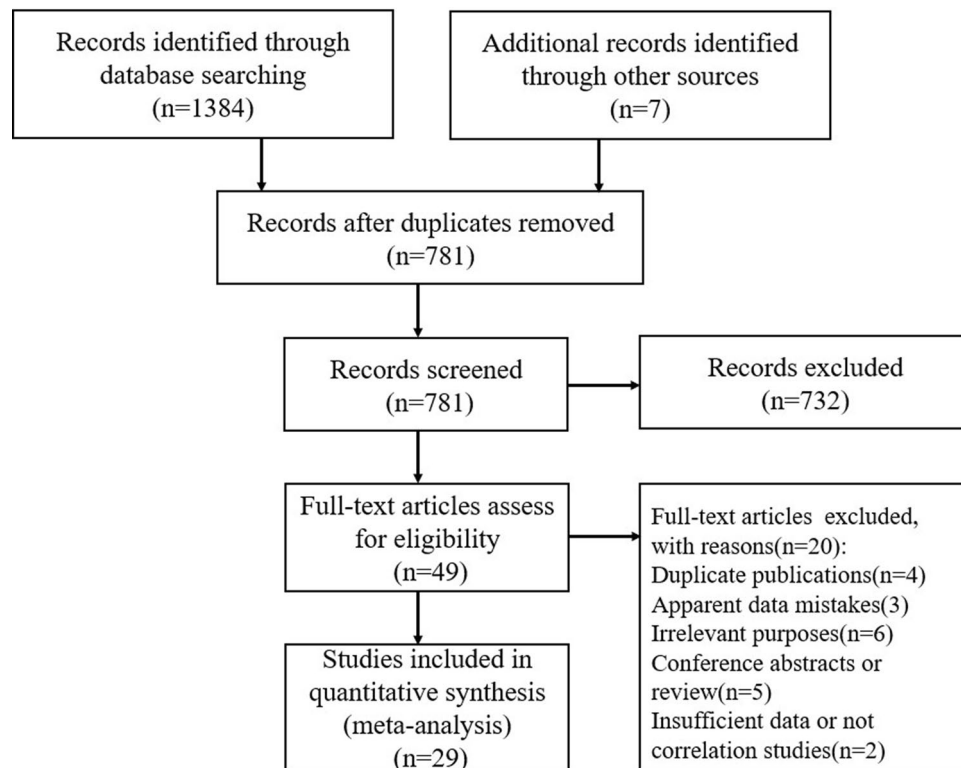 Records identified through
database searching
(n=1384)
Additional records identified
through other sources
(n=7)
Records after duplicates removed
(n=781)
Records screened
(n=781)
Records excluded
(n=732)
Full-text articles assess
for eligibility
(n=49)
Full-text articles excluded,
with reasons(n=20):
Duplicate publications(n=4)
Apparent data mistakes(3)
Irrelevant purposes(n=6)
Conference abstracts or
review(n=5)
Insufficient data or not
correlation studies(n=2)
Studies included in
quantitative synthesis
(meta-analysis)
(n=29)